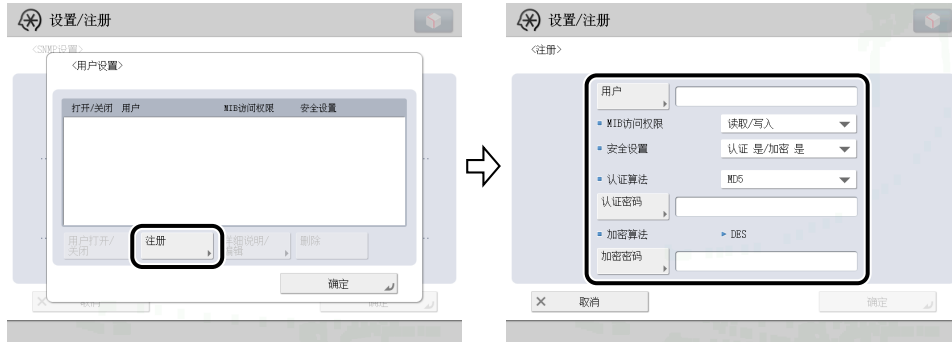 设置/注册
<SNMP设置>
<用户设置>
打开/关闭 用户 MIB访问权限 安全设置
用户打开/
关闭
注册
详细说明/
编辑
删除
确定
取消
确定
设置/注册
<注册>
用户
MIB访问权限 读取/写入
安全设置 认证 是/加密 是
认证算法 MD5
认证密码
加密算法 DES
加密密码
取消
确定